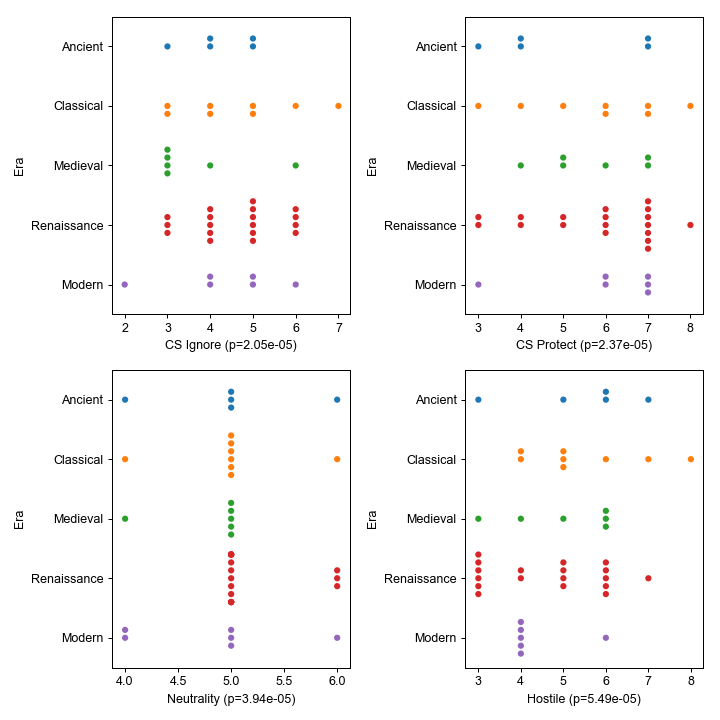 Ancient
Classical
Medieval
Renaissance
Modern
Era
2 3 4 5 6 7
CS Ignore (p=2.05e-05)
Ancient
Classical
Medieval
Renaissance
Modern
Era
3 4 5 6 7 8
CS Protect (p=2.37e-05)
Ancient
Classical
Medieval
Renaissance
Modern
Era
4.0 4.5 5.0 5.5 6.0
Neutrality (p=3.94e-05)
Ancient
Classical
Medieval
Renaissance
Modern
Era
3 4 5 6 7 8
Hostile (p=5.49e-05)